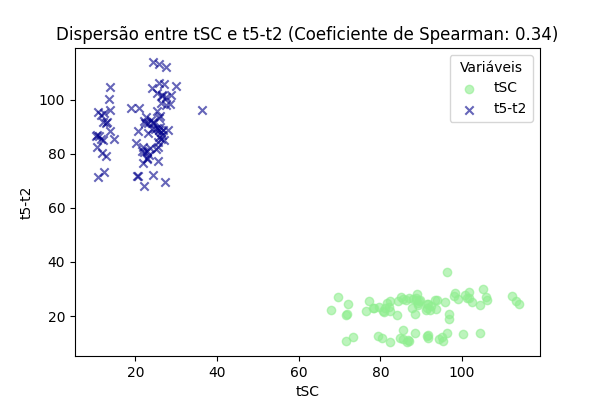 Dispersão entre tSC e t5-t2 (Coeficiente de Spearman: 0.34)
Variáveis
tSC
t5-t2
100
80
60
40
20
t5-t2
20 40 60 80 100
tSC